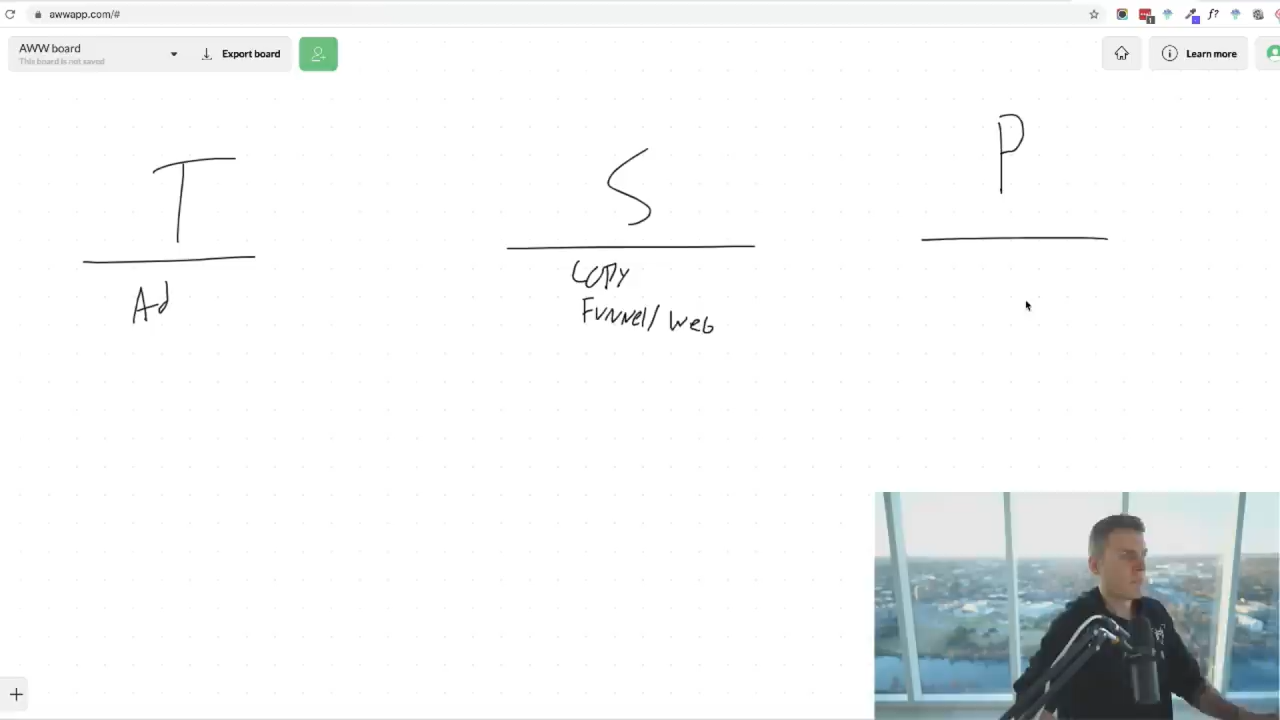 awwapp.com/#
AWW board
This board is not saved
Export board
Learn more
T
Ad
S
COPY
Funnel/Web
P